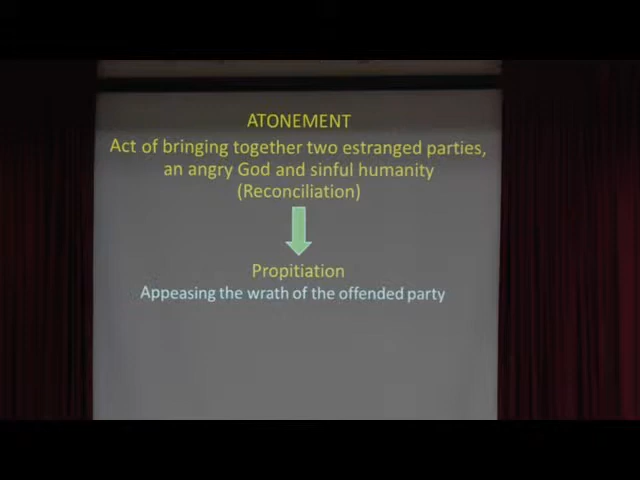 ATONEMENT
Act of bringing together two estranged parties,
an angry God and sinful humanity
(Reconciliation)
Propitiation
Appeasing the wrath of the offended party